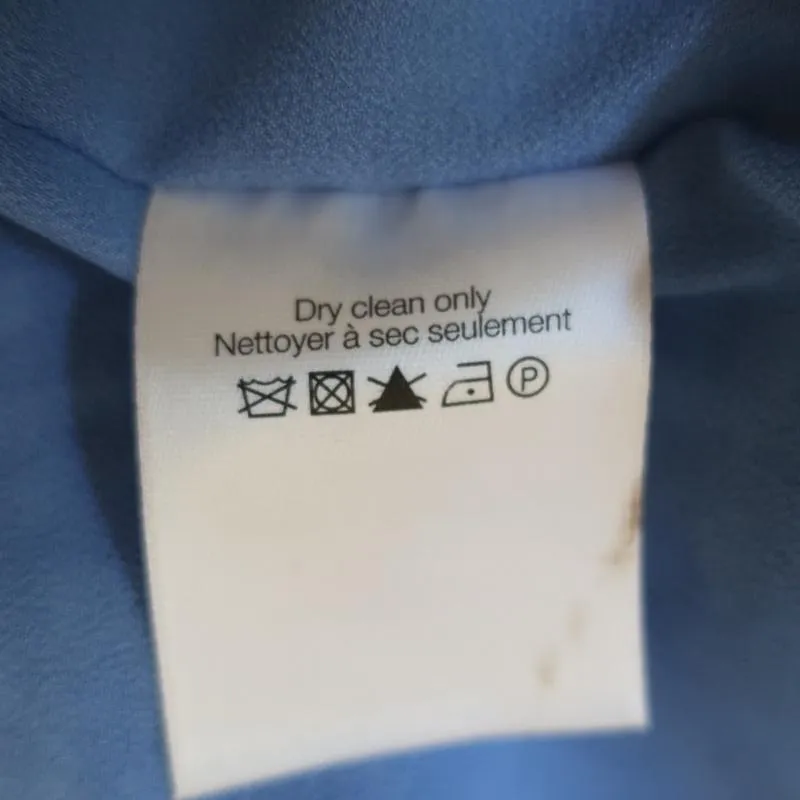 Dry clean only
Nettoyer à sec seulement
P